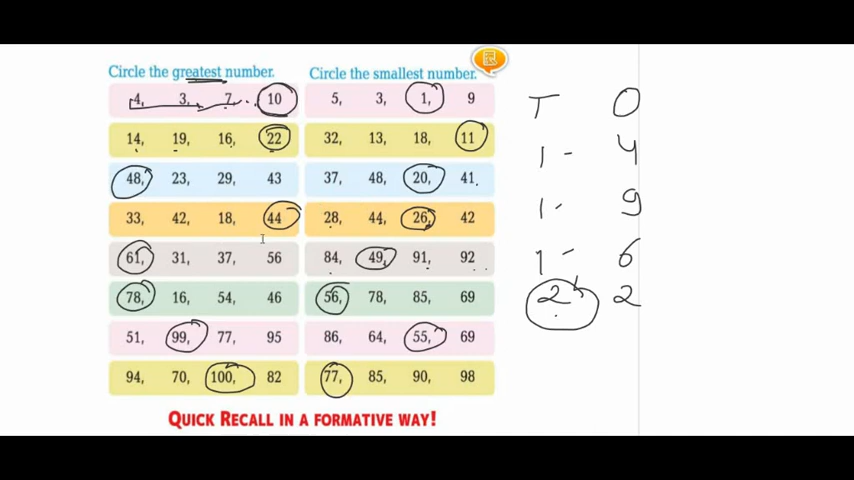 Circle the greatest number.
4, 3, 7, 10
14, 19, 16, 22
48, 23, 29, 43
33, 42, 18, 44
61, 31, 37, 56
78, 16, 54, 46
51, 99, 77, 95
94, 70, 100, 82
Circle the smallest number.
5, 3, 1, 9
32, 13, 18, 11
37, 48, 20, 41
28, 44, 26, 42
84, 49, 91, 92
56, 78, 85, 69
86, 64, 55, 69
77, 85, 90, 98
T O
1 - 4
1 - 9
1 - 6
2 2
QUICK RECALL IN A FORMATIVE WAY!